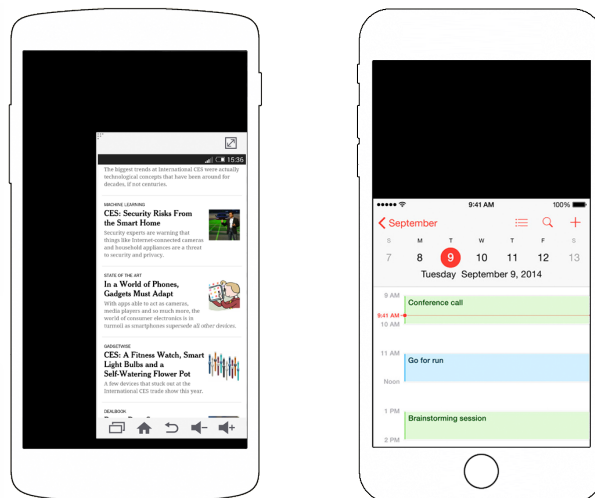 15:36
The biggest trends at International CES were actually
technological concepts that have been around for
decades, if not centuries.
MACHINE LEARNING
CES: Security Risks From
the Smart Home
Security experts are warning that
things like Internet-connected cameras
and household appliances are a threat
to security and privacy.
STATE OF THE ART
In a World of Phones,
Gadgets Must Adapt
With apps able to act as cameras,
media players and so much more, the
world of consumer electronics is in
turmoil as smartphones supersede all other devices.
GADGETWISE
CES: A Fitness Watch, Smart
Light Bulbs and a
Self-Watering Flower Pot
A few devices that stuck out at the
International CES trade show this year.
DEALBOOK
9:41 AM
100%
September
S M T W T F S
7 8 9 10 11 12 13
Tuesday September 9, 2014
9 AM
Conference call
9:41 AM
10 AM
11 AM
Go for run
Noon
1 PM
Brainstorming session
2 PM